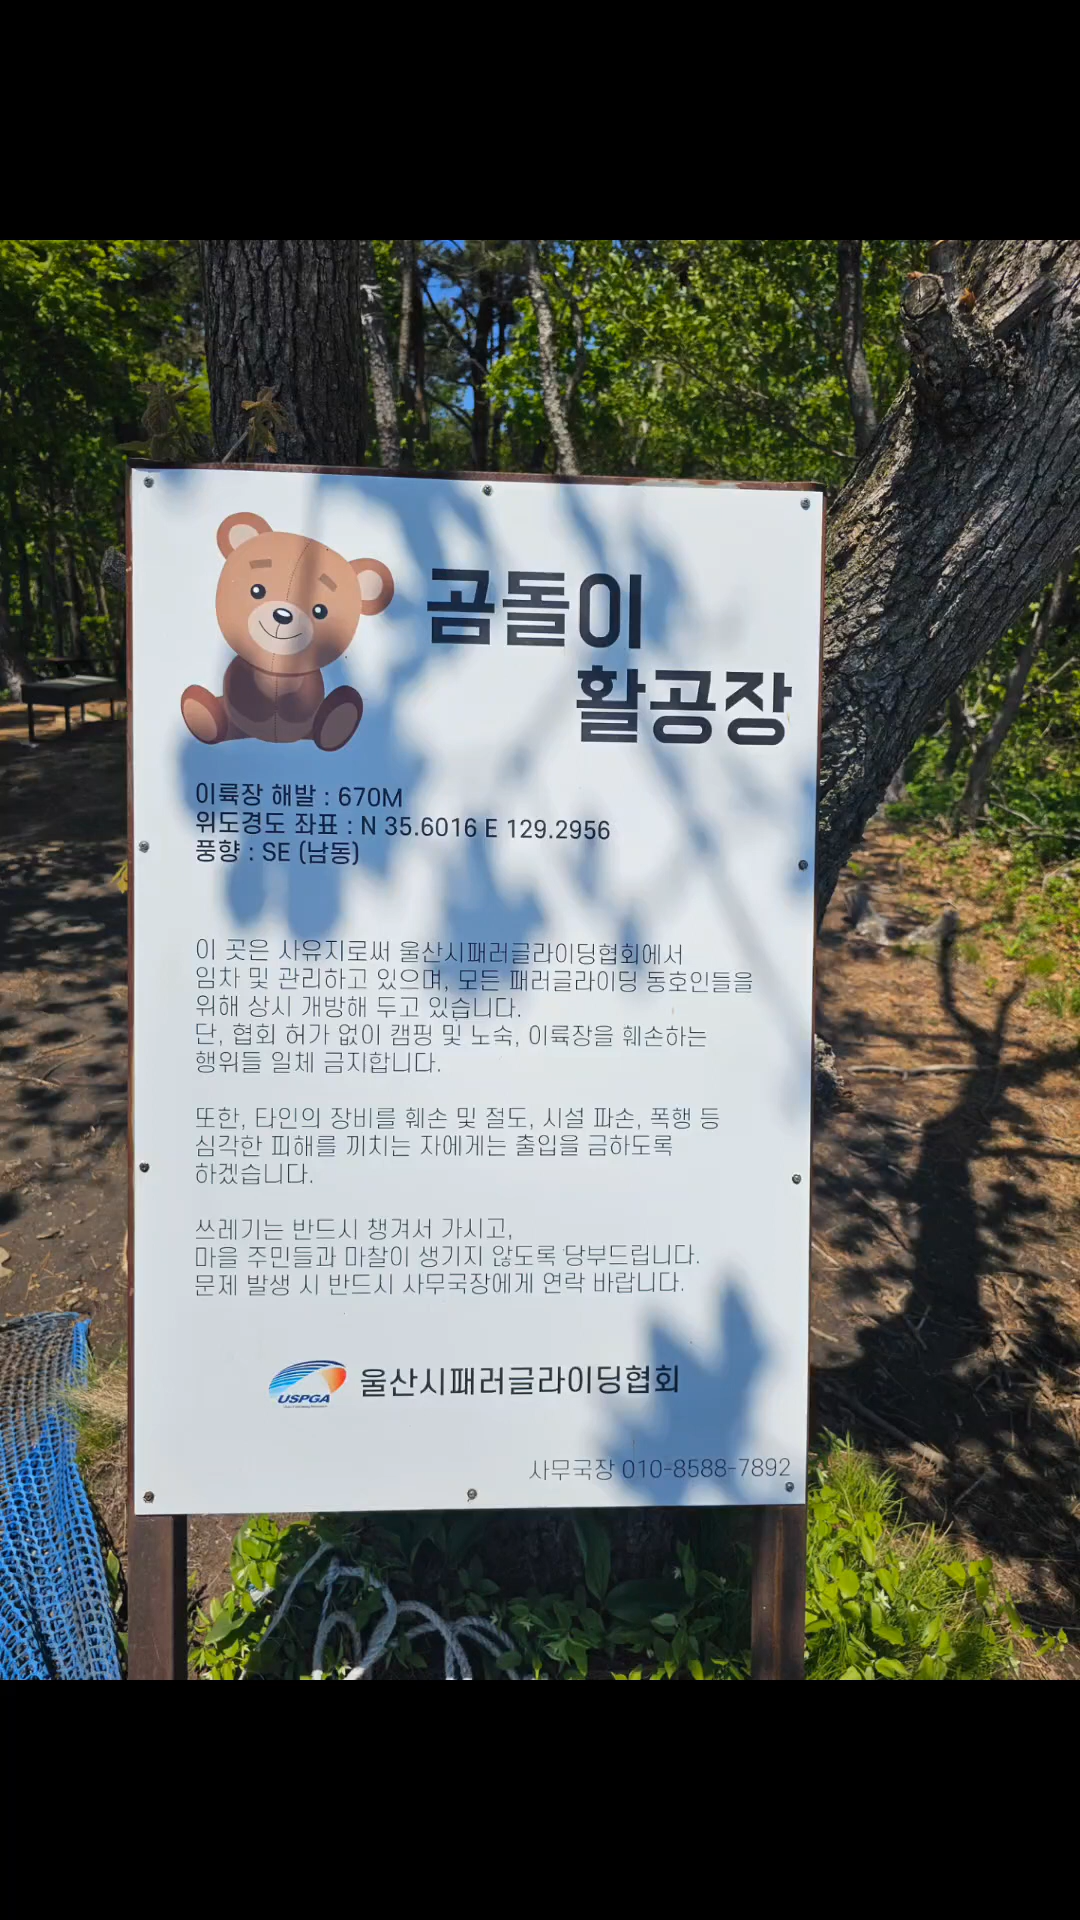 곰돌이
활공장
이륙장 해발 : 670M
위도경도 좌표 : N 35.6016 E 129.2956
풍향 : SE (남동)
이 곳은 사유지로써 울산시패러글라이딩협회에서
임차 및 관리하고 있으며, 모든 패러글라이딩 동호인들을
위해 상시 개방해 두고 있습니다.
단, 협회 허가 없이 캠핑 및 노숙, 이륙장을 훼손하는
행위들 일체 금지합니다.
또한, 타인의 장비를 훼손 및 절도, 시설 파손, 폭행 등
심각한 피해를 끼치는 자에게는 출입을 금하도록
하겠습니다.
쓰레기는 반드시 챙겨서 가시고,
마을 주민들과 마찰이 생기지 않도록 당부드립니다.
문제 발생 시 반드시 사무국장에게 연락 바랍니다.
USPGA 울산시패러글라이딩협회
사무국장 010-8588-7892